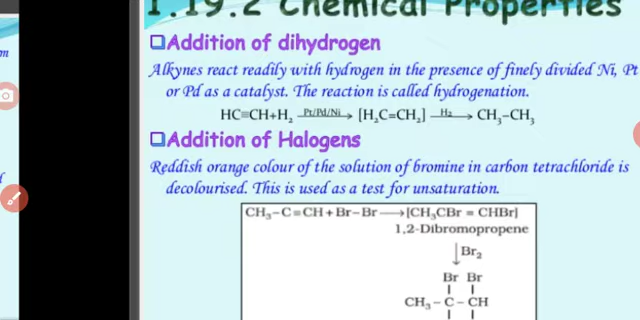 1.19.2 Chemical Properties
❑Addition of dihydrogen
Alkynes react readily with hydrogen in the presence of finely divided Ni, Pt
or Pd as a catalyst. The reaction is called hydrogenation.
HC≡CH+H₂ —Pt/Pd/Ni→ [H₂C=CH₂] —H₂→ CH₃–CH₃
❑Addition of Halogens
Reddish orange colour of the solution of bromine in carbon tetrachloride is
decolourised. This is used as a test for unsaturation.
CH₃–C≡CH+Br–Br⟶[CH₃CBr = CHBr]
1,2-Dibromopropene
↓Br₂
Br Br
CH₃–C–CH